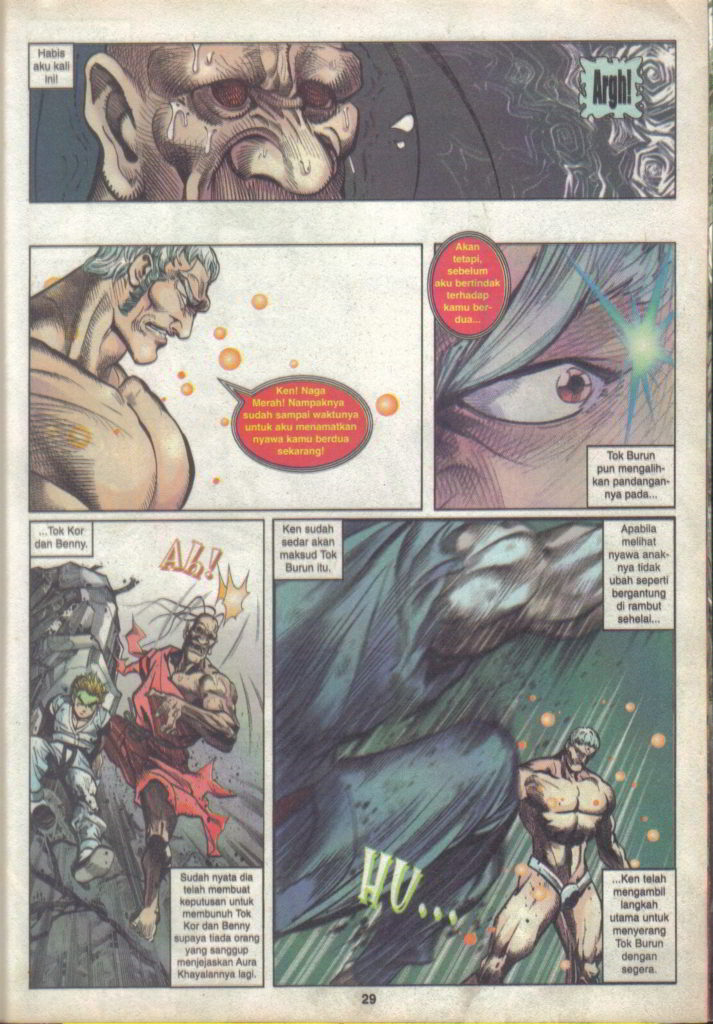 Habis
aku kali
ini!
Argh!
Ken! Naga
Merah! Nampaknya
sudah sampai waktunya
untuk aku menamatkan
nyawa kamu berdua
sekarang!
Akan
tetapi,
sebelum
aku bertindak
terhadap
kamu ber-
dua...
Tok Burun
pun mengalih-
kan pandangan-
nya pada...
...Tok Kor
dan Benny.
Ah!
Sudah nyata dia
telah membuat
keputusan untuk
membunuh Tok
Kor dan Benny
supaya tiada orang
yang sanggup
menjejaskan Aura
Khayalannya lagi.
Ken sudah
sedar akan
maksud Tok
Burun itu.
Apabila
melihat
nyawa anak-
nya tidak
ubah seperti
bergantung
di rambut
sehelai...
HU...
...Ken telah
mengambil
langkah
utama untuk
menyerang
Tok Burun
dengan
segera.
29